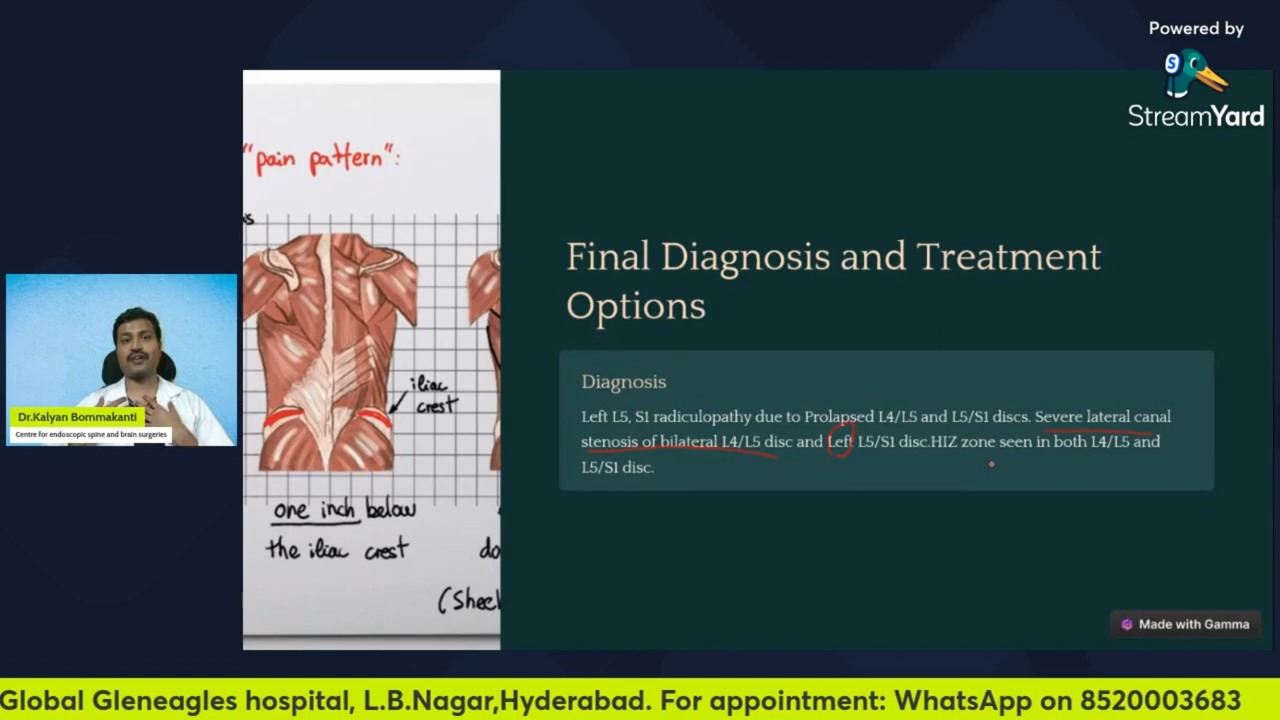 Powered by
StreamYard
"pain pattern":
is
iliac
crest
one inch below
the iliac crest
do
(Sheel
Final Diagnosis and Treatment
Options
Diagnosis
Left L5, S1 radiculopathy due to Prolapsed L4/L5 and L5/S1 discs. Severe lateral canal
stenosis of bilateral L4/L5 disc and Left L5/S1 disc.HIZ zone seen in both L4/L5 and
L5/S1 disc.
Made with Gamma
Dr.Kalyan Bommakanti
Centre for endoscopic spine and brain surgeries
Global Gleneagles hospital, L.B.Nagar,Hyderabad. For appointment: WhatsApp on 8520003683